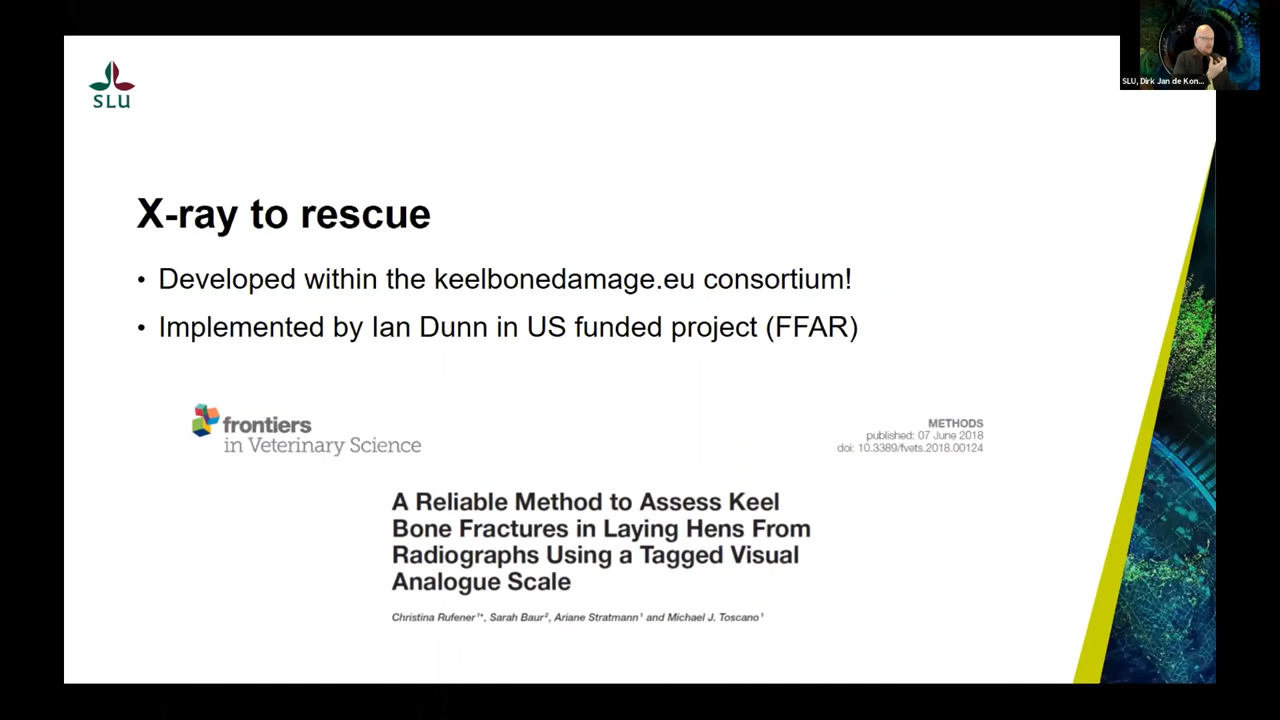 SLU
SLU, Dirk Jan de Kon...
X-ray to rescue
• Developed within the keelbonedamage.eu consortium!
• Implemented by Ian Dunn in US funded project (FFAR)
frontiers
in Veterinary Science
METHODS
published: 07 June 2018
doi: 10.3389/fvets.2018.00124
A Reliable Method to Assess Keel
Bone Fractures in Laying Hens From
Radiographs Using a Tagged Visual
Analogue Scale
Christina Rufener¹*, Sarah Baur², Ariane Stratmann¹ and Michael J. Toscano¹